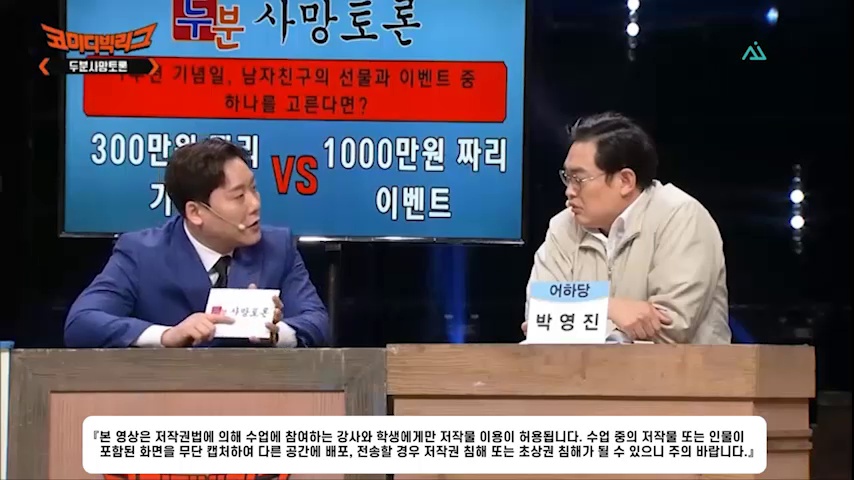 코미디빅리그
두분사망토론
두분 사망토론
기념일, 남자친구의 선물과 이벤트 중
하나를 고른다면?
300만원
VS
1000만원 짜리
이벤트
두분 사망토론
어하당
박영진
『본 영상은 저작권법에 의해 수업에 참여하는 강사와 학생에게만 저작물 이용이 허용됩니다. 수업 중의 저작물 또는 인물이
포함된 화면을 무단 캡처하여 다른 공간에 배포, 전송할 경우 저작권 침해 또는 초상권 침해가 될 수 있으니 주의 바랍니다.』